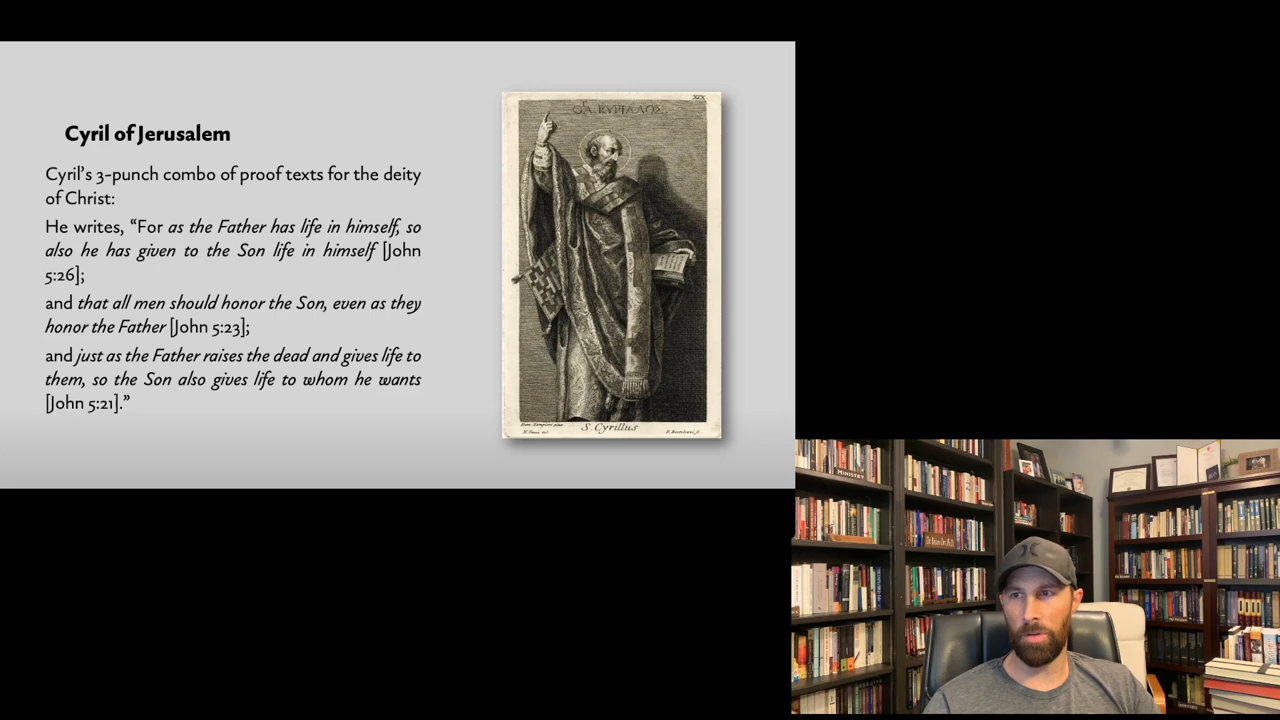 Cyril of Jerusalem
Cyril’s 3-punch combo of proof texts for the deity
of Christ:
He writes, “For as the Father has life in himself, so
also he has given to the Son life in himself [John
5:26];
and that all men should honor the Son, even as they
honor the Father [John 5:23];
and just as the Father raises the dead and gives life to
them, so the Son also gives life to whom he wants
[John 5:21].”
XIX.
S. Cyrillus
MINISTRY